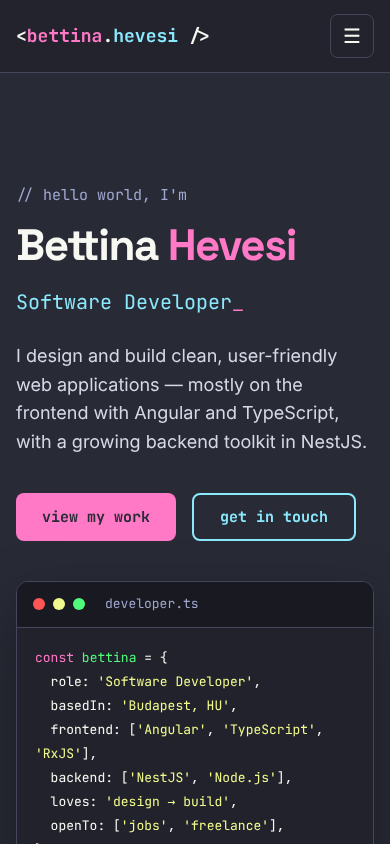 <bettina.hevesi />
☰
// hello world, I'm
Bettina Hevesi
Software Developer_
I design and build clean, user-friendly
web applications — mostly on the
frontend with Angular and TypeScript,
with a growing backend toolkit in NestJS.
view my work
get in touch
developer.ts
const bettina = {
  role: 'Software Developer',
  basedIn: 'Budapest, HU',
  frontend: ['Angular', 'TypeScript',
'RxJS'],
  backend: ['NestJS', 'Node.js'],
  loves: 'design → build',
  openTo: ['jobs', 'freelance'],